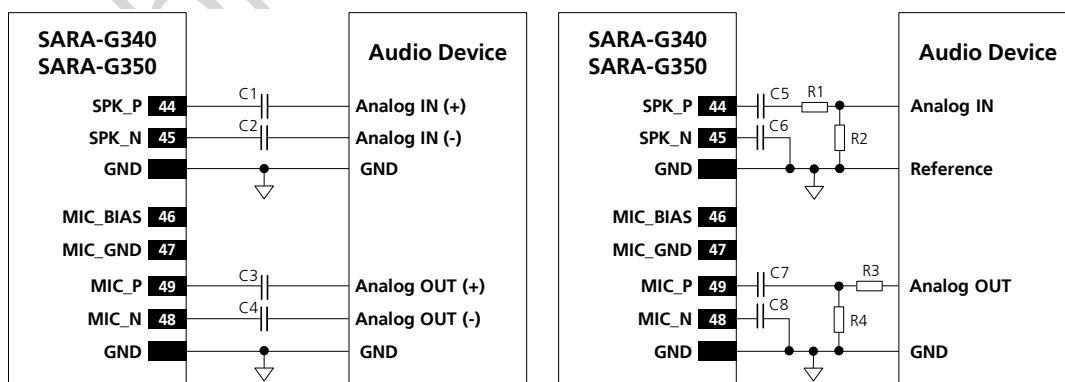 SARA-G340
SARA-G350
Audio Device
SPK_P 44 C1 Analog IN (+)
SPK_N 45 C2 Analog IN (-)
GND GND
MIC_BIAS 46
MIC_GND 47
MIC_P 49 C3 Analog OUT (+)
MIC_N 48 C4 Analog OUT (-)
GND GND
SARA-G340
SARA-G350
Audio Device
SPK_P 44 C5 R1 Analog IN
SPK_N 45 C6 R2
GND Reference
MIC_BIAS 46
MIC_GND 47
MIC_P 49 C7 R3 Analog OUT
MIC_N 48 C8 R4
GND GND